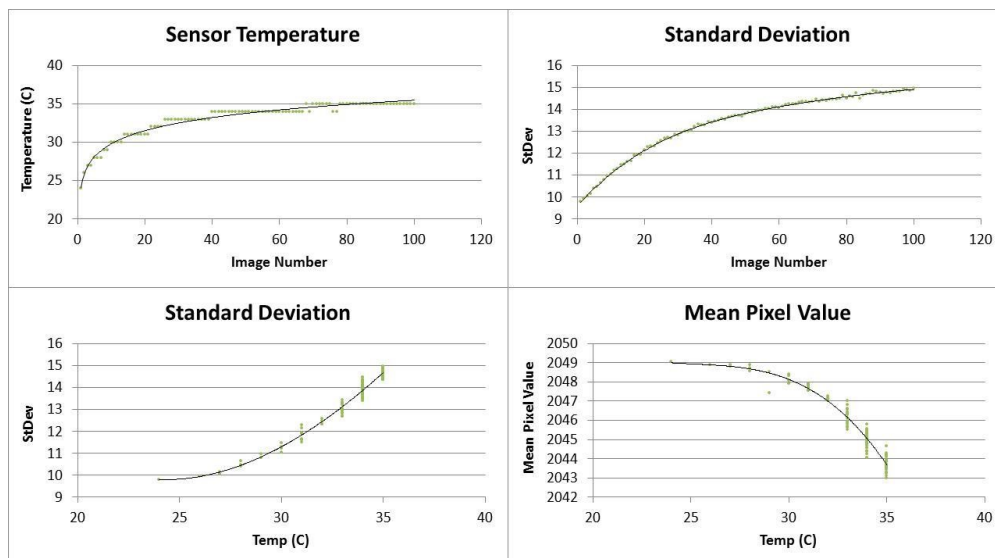 Sensor Temperature
Temperature (C)
40
35
30
25
20
0 20 40 60 80 100 120
Image Number
Standard Deviation
StDev
16
15
14
13
12
11
10
9
0 20 40 60 80 100 120
Image Number
Standard Deviation
StDev
16
15
14
13
12
11
10
9
20 25 30 35 40
Temp (C)
Mean Pixel Value
Mean Pixel Value
2050
2049
2048
2047
2046
2045
2044
2043
2042
20 25 30 35 40
Temp (C)